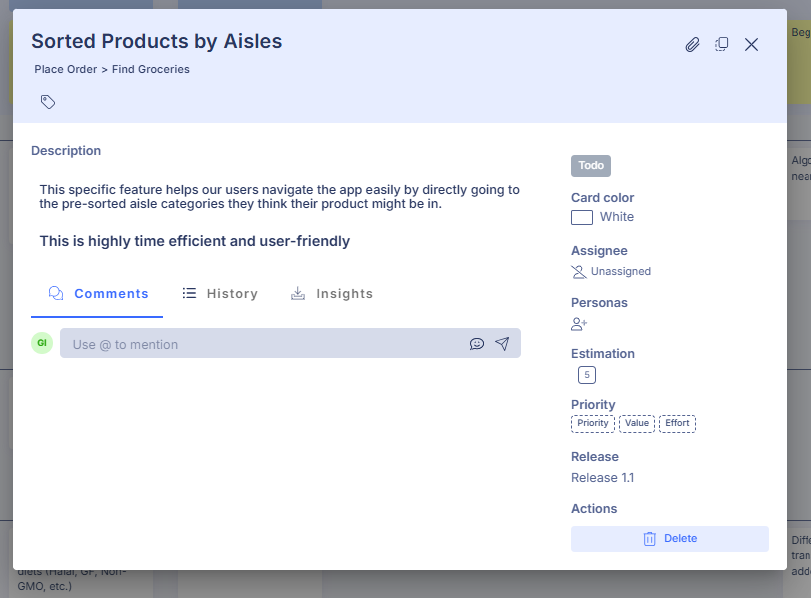 Sorted Products by Aisles
Place Order > Find Groceries
Description
This specific feature helps our users navigate the app easily by directly going to
the pre-sorted aisle categories they think their product might be in.
This is highly time efficient and user-friendly
Comments History Insights
GI Use @ to mention
Todo
Card color
White
Assignee
Unassigned
Personas
Estimation
5
Priority
Priority Value Effort
Release
Release 1.1
Actions
Delete
Beg
Algo
near
diets (Halal, GF, Non-
GMO, etc.)
Diffe
tran
adde